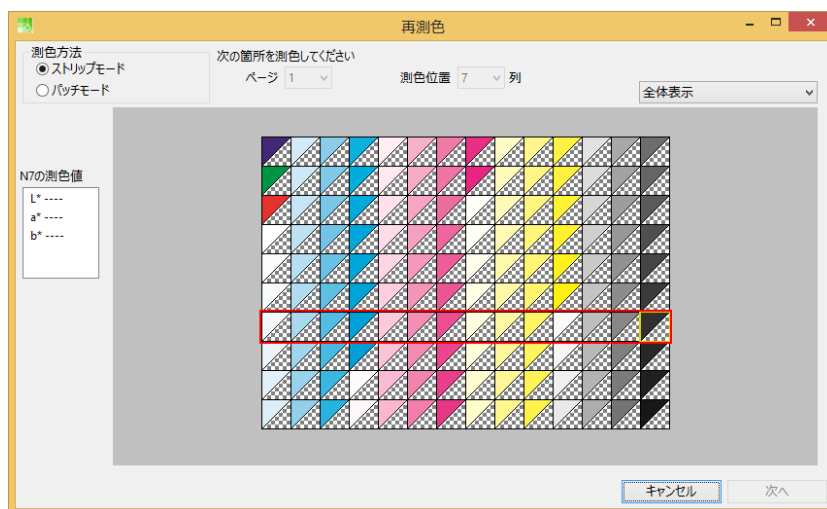 再測色
測色方法
ストリップモード
パッチモード
次の箇所を測色してください
ページ 1 測色位置 7 列
全体表示
N7の測色値
L* ----
a* ----
b* ----
キャンセル 次へ